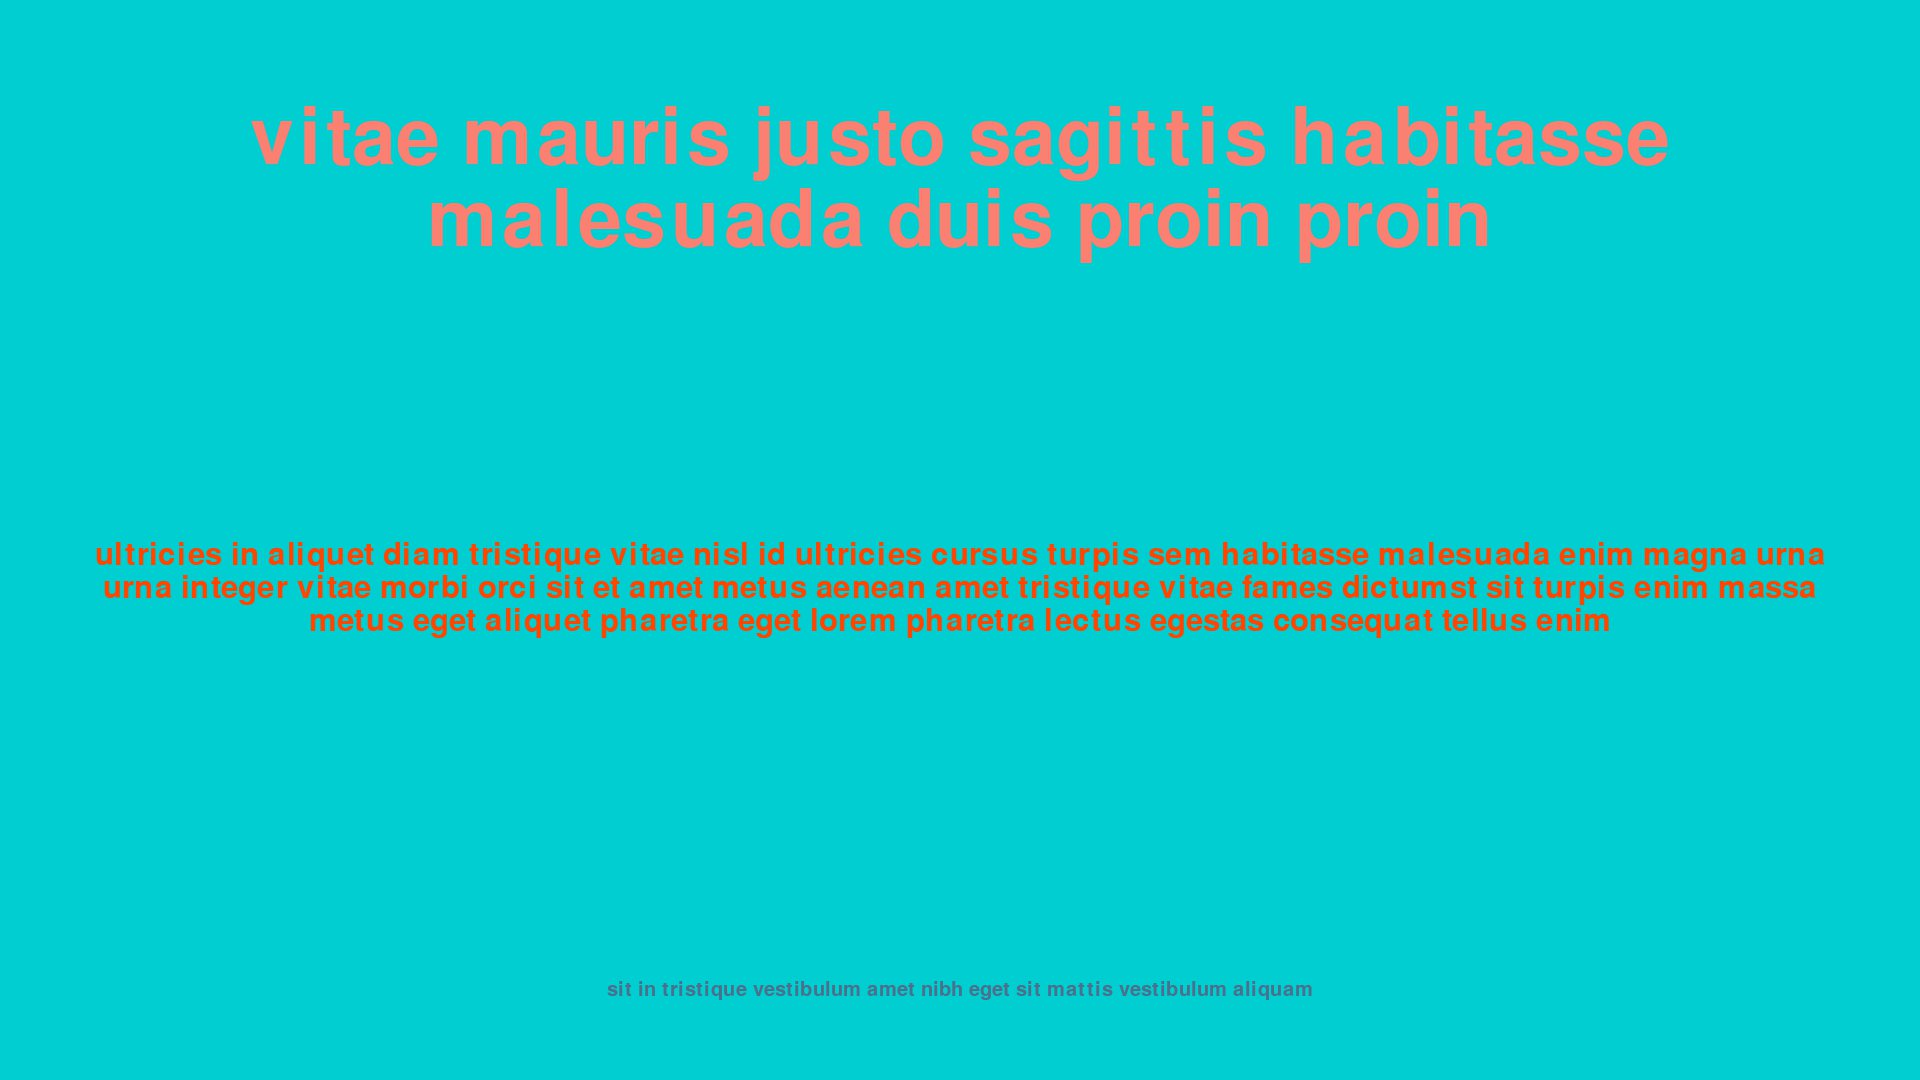 vitae mauris justo sagittis habitasse
malesuada duis proin proin
ultricies in aliquet diam tristique vitae nisl id ultricies cursus turpis sem habitasse malesuada enim magna urna
urna integer vitae morbi orci sit et amet metus aenean amet tristique vitae fames dictumst sit turpis enim massa
metus eget aliquet pharetra eget lorem pharetra lectus egestas consequat tellus enim
sit in tristique vestibulum amet nibh eget sit mattis vestibulum aliquam